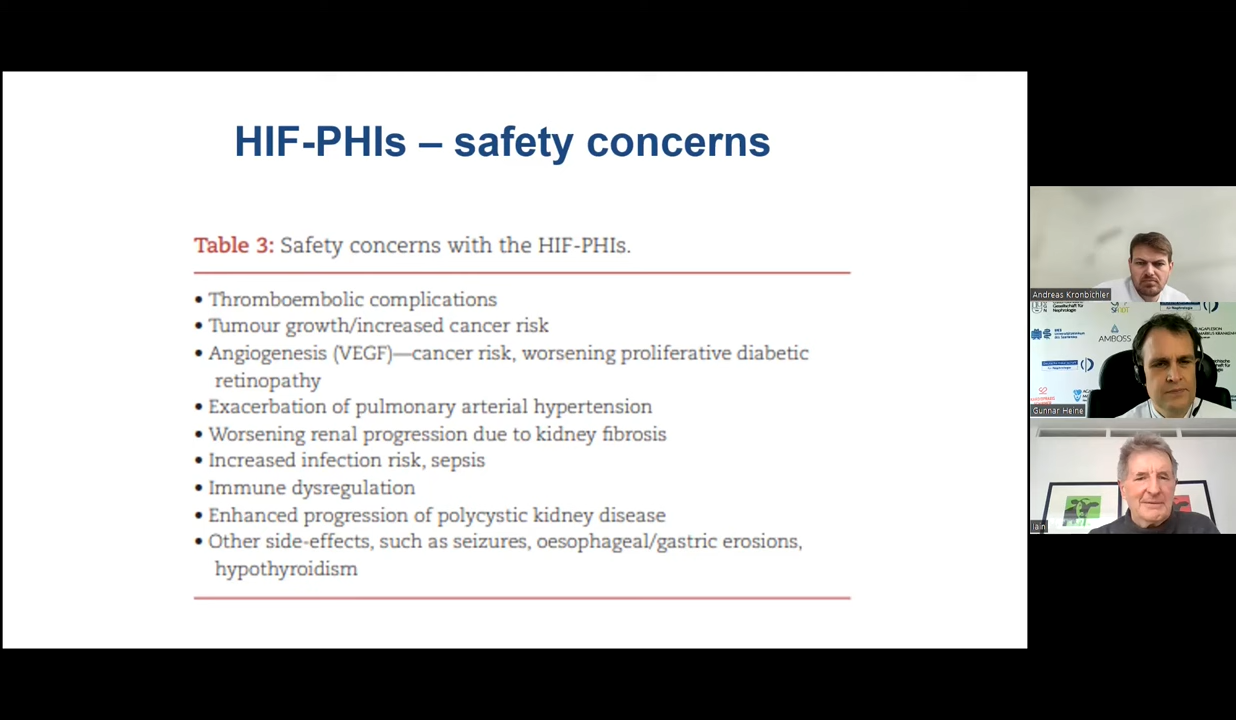 HIF-PHIs – safety concerns
Table 3: Safety concerns with the HIF-PHIs.
• Thromboembolic complications
• Tumour growth/increased cancer risk
• Angiogenesis (VEGF)—cancer risk, worsening proliferative diabetic
retinopathy
• Exacerbation of pulmonary arterial hypertension
• Worsening renal progression due to kidney fibrosis
• Increased infection risk, sepsis
• Immune dysregulation
• Enhanced progression of polycystic kidney disease
• Other side-effects, such as seizures, oesophageal/gastric erosions,
hypothyroidism
Andreas Kronbichler
AMBOSS
Gunnar Heine
Iain